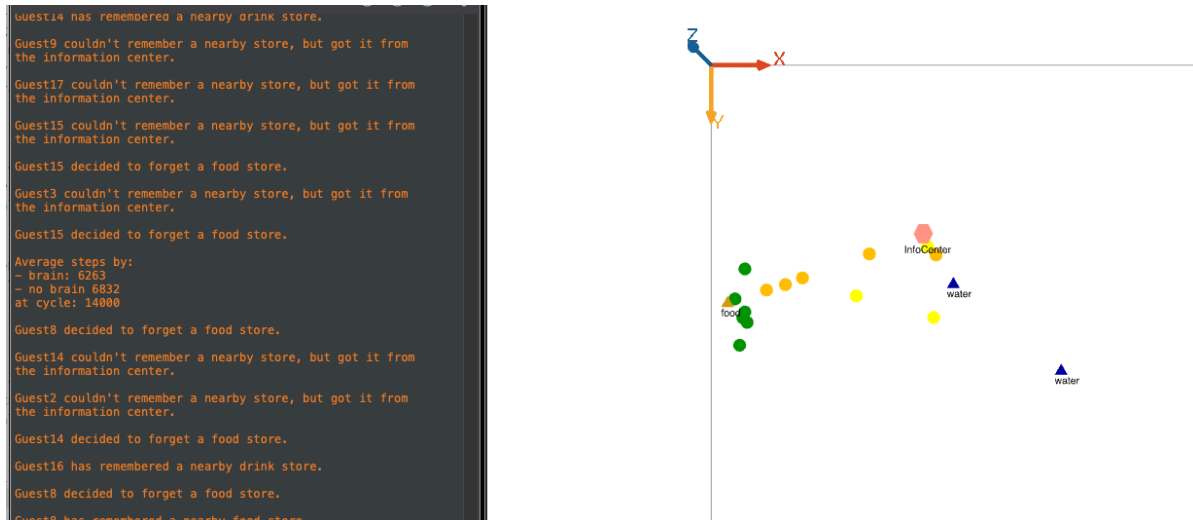 Guest14 has remembered a nearby drink store.
Guest9 couldn't remember a nearby store, but got it from
the information center.
Guest17 couldn't remember a nearby store, but got it from
the information center.
Guest15 couldn't remember a nearby store, but got it from
the information center.
Guest15 decided to forget a food store.
Guest3 couldn't remember a nearby store, but got it from
the information center.
Guest15 decided to forget a food store.
Average steps by:
- brain: 6263
- no brain 6832
at cycle: 14000
Guest8 decided to forget a food store.
Guest14 couldn't remember a nearby store, but got it from
the information center.
Guest2 couldn't remember a nearby store, but got it from
the information center.
Guest14 decided to forget a food store.
Guest16 has remembered a nearby drink store.
Guest8 decided to forget a food store.
Guest8 has remembered a nearby food store.
Z
X
Y
InfoCenter
water
food
water